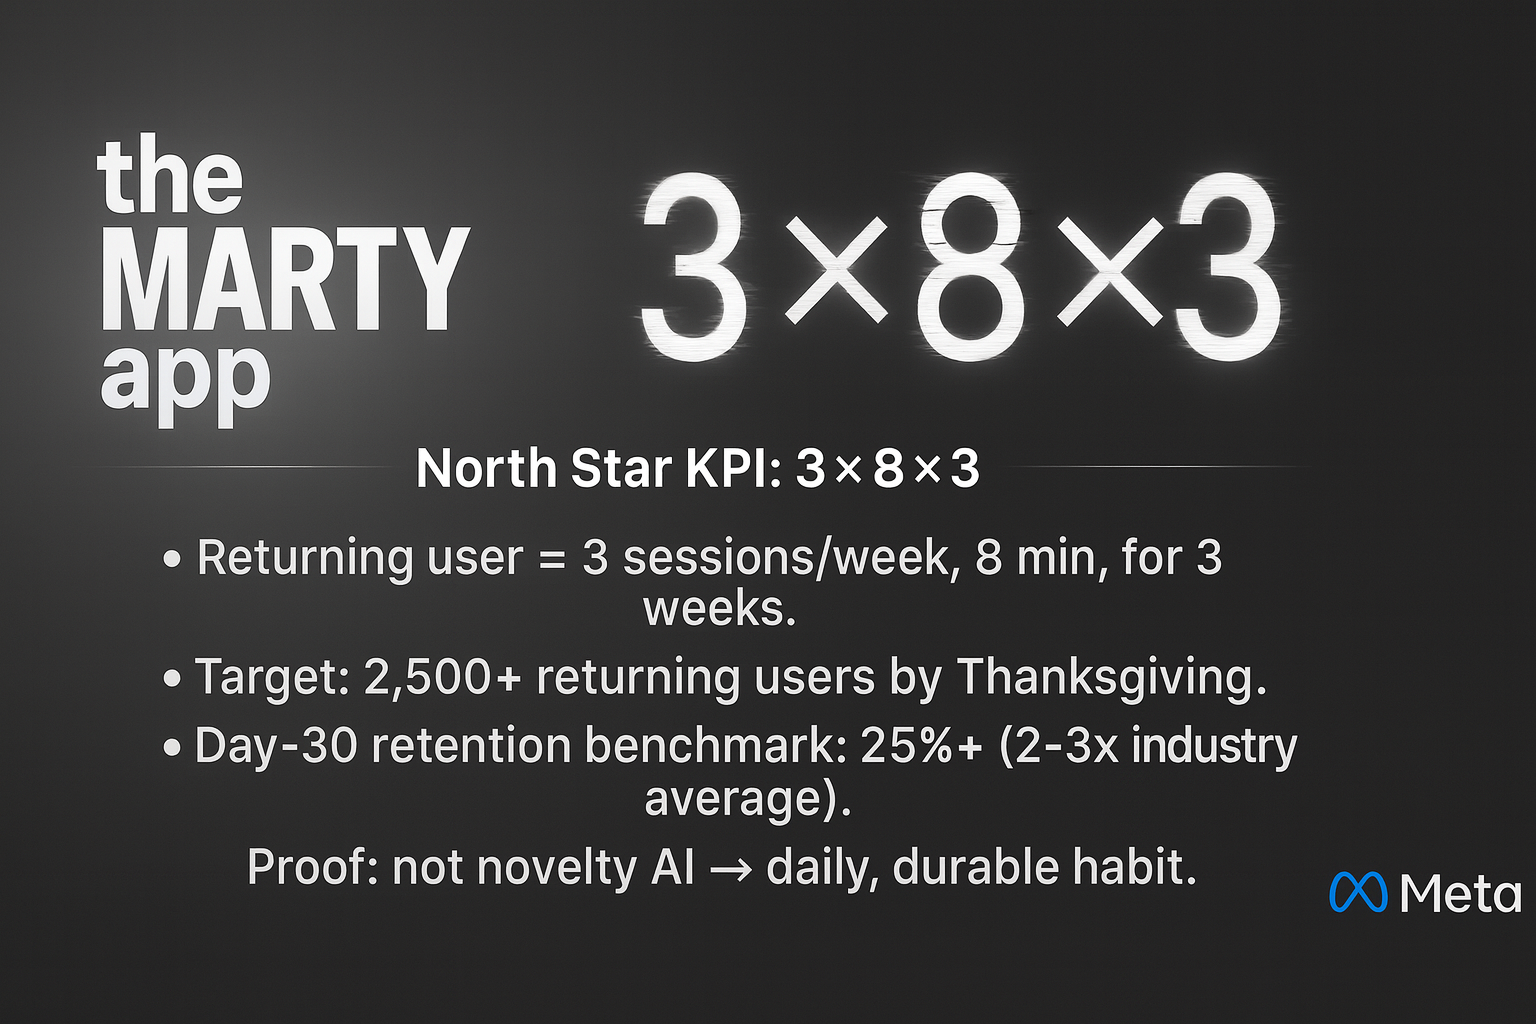 the
MARTY
app
3×8×3
North Star KPI: 3×8×3
• Returning user = 3 sessions/week, 8 min, for 3
weeks.
• Target: 2,500+ returning users by Thanksgiving.
• Day-30 retention benchmark: 25%+ (2-3x industry
average).
Proof: not novelty AI → daily, durable habit.
Meta